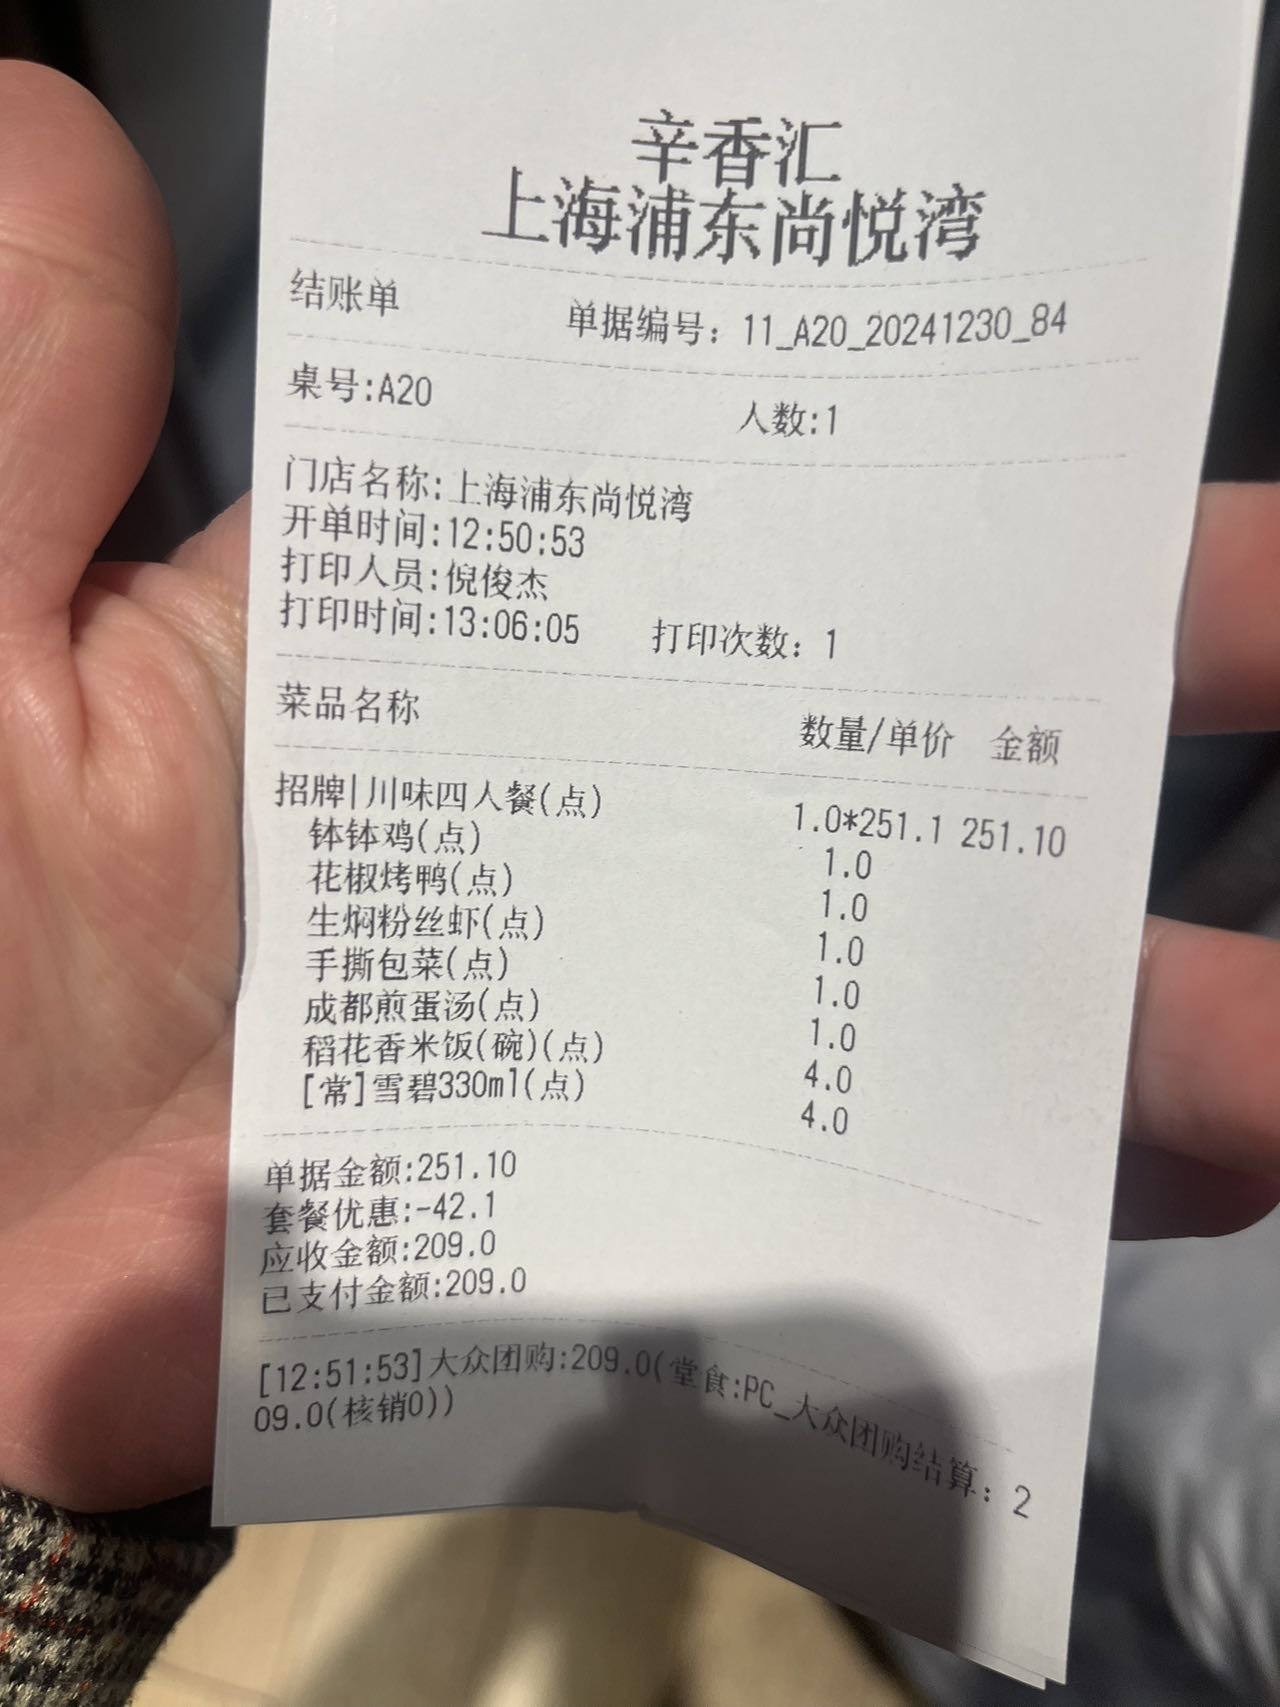 辛香汇
上海浦东尚悦湾
结账单 单据编号: 11_A20_20241230_84
桌号:A20 人数:1
门店名称:上海浦东尚悦湾
开单时间:12:50:53
打印人员:倪俊杰
打印时间:13:06:05 打印次数: 1
菜品名称 数量/单价 金额
招牌|川味四人餐(点) 1.0*251.1 251.10
钵钵鸡(点) 1.0
花椒烤鸭(点) 1.0
生焖粉丝虾(点) 1.0
手撕包菜(点) 1.0
成都煎蛋汤(点) 1.0
稻花香米饭(碗)(点) 4.0
[常]雪碧330ml(点) 4.0
单据金额:251.10
套餐优惠:-42.1
应收金额:209.0
已支付金额:209.0
[12:51:53]大众团购:209.0(堂食:PC_大众团购结算: 2
09.0(核销0))